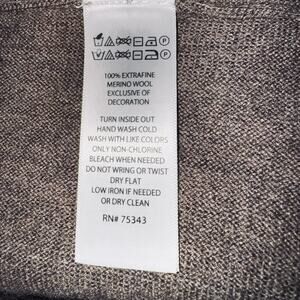 100% EXTRAFINE
MERINO WOOL
EXCLUSIVE OF
DECORATION
TURN INSIDE OUT
HAND WASH COLD
WASH WITH LIKE COLORS
ONLY NON-CHLORINE
BLEACH WHEN NEEDED
DO NOT WRING OR TWIST
DRY FLAT
LOW IRON IF NEEDED
OR DRY CLEAN
RN# 75343